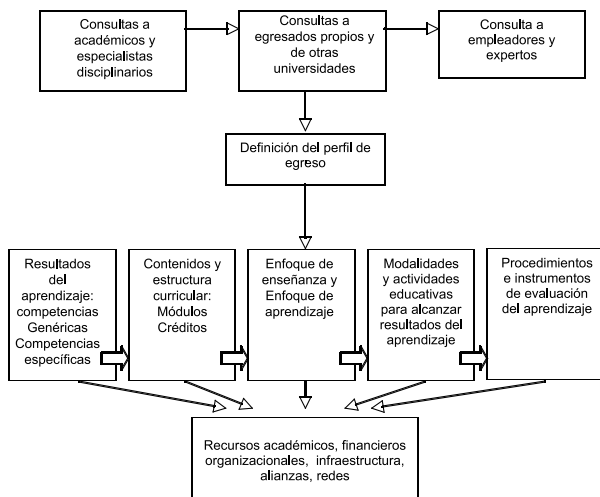 Consultas a
académicos y
especialistas
disciplinarios
Consultas a
egresados propios y
de otras
universidades
Consulta a
empleadores y
expertos
Definición del perfil de
egreso
Resultados
del
aprendizaje:
competencias
Genéricas
Competencias
específicas
Contenidos y
estructura
curricular:
Módulos
Créditos
Enfoque de
enseñanza y
Enfoque de
aprendizaje
Modalidades
y actividades
educativas
para alcanzar
resultados del
aprendizaje
Procedimientos
e instrumentos
de evaluación
del aprendizaje
Recursos académicos, financieros
organizacionales, infraestructura,
alianzas, redes